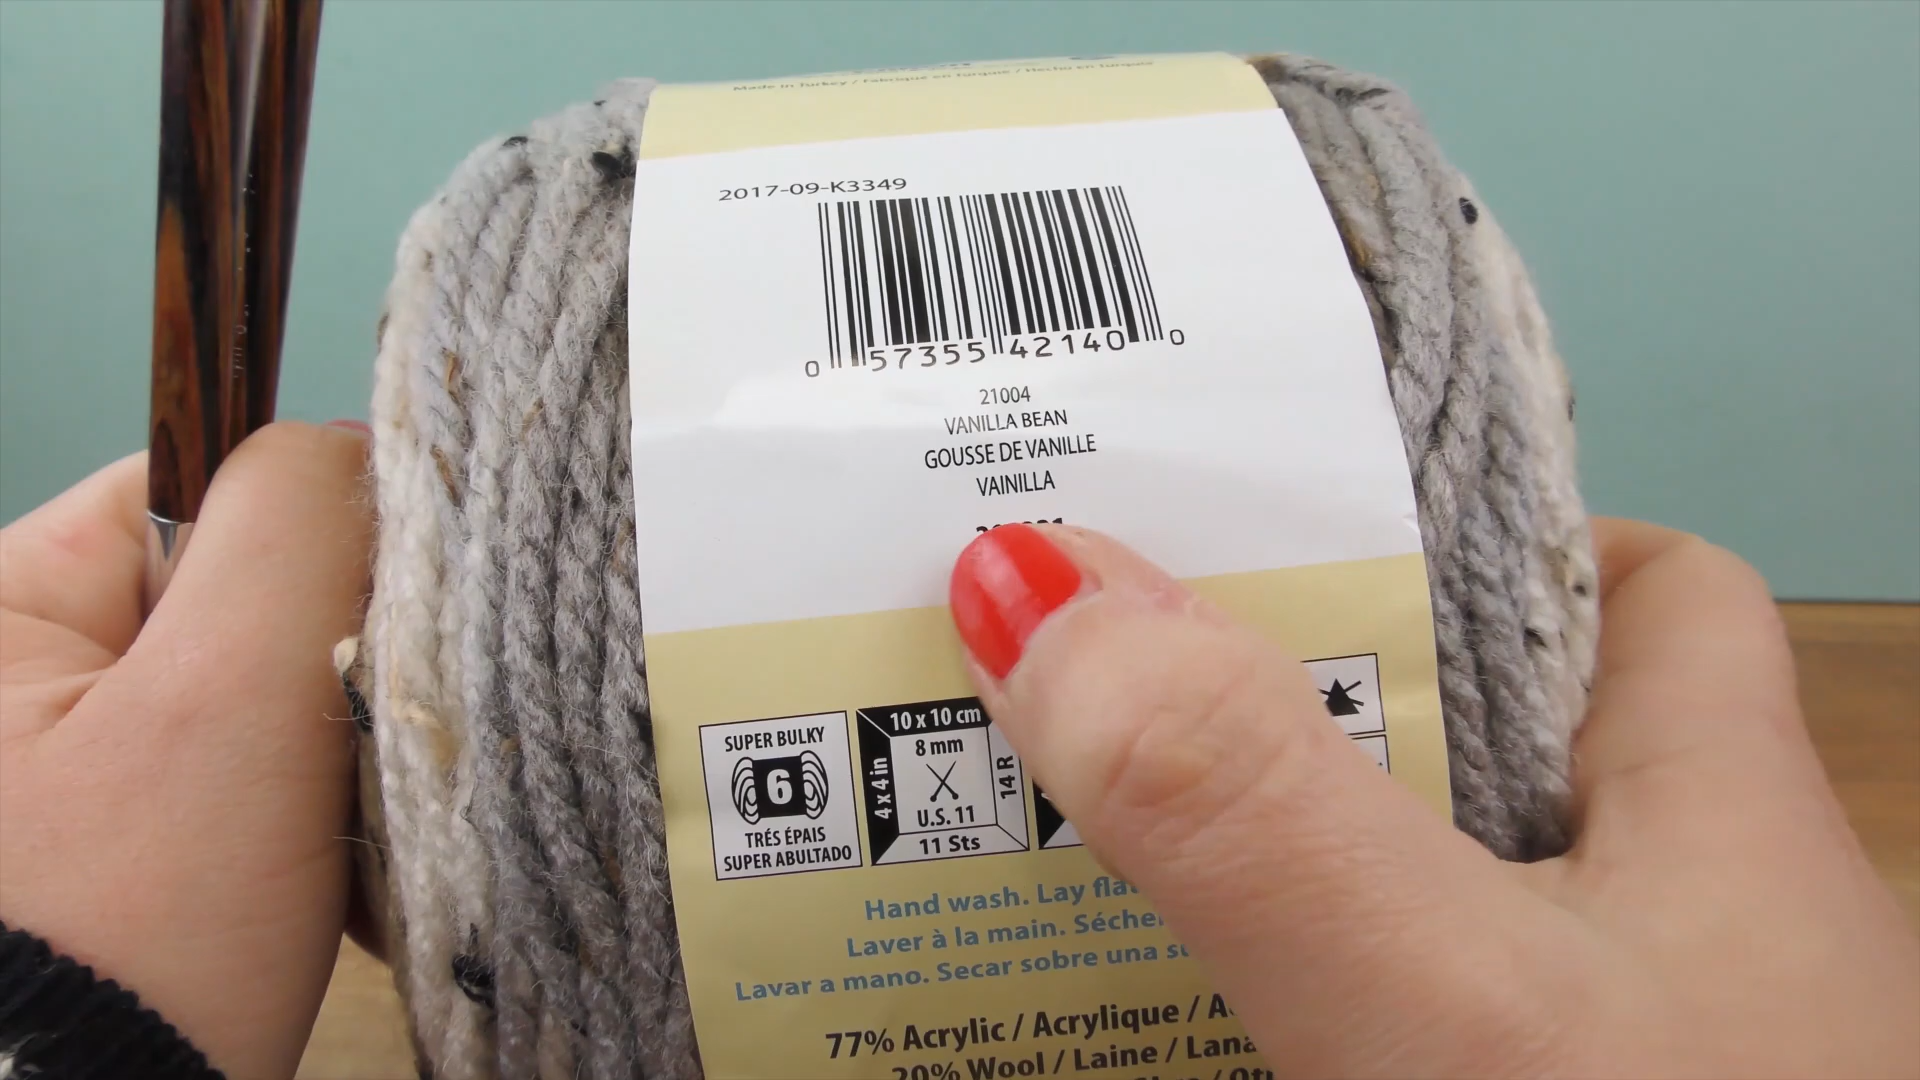 Made in Turkey / Fabriqué en Turquie / Hecho en Turquía
2017-09-K3349
0 57355 42140 0
21004
VANILLA BEAN
GOUSSE DE VANILLE
VAINILLA
SUPER BULKY
6
TRÉS ÉPAIS
SUPER ABULTADO
10 x 10 cm
4 x 4 in
8 mm
U.S. 11
14 R
11 Sts
Hand wash. Lay
Laver à la main.
Lavar a mano. Secar sobre una
77% Acrylic / Acrylique /
20% Wool / Laine / Lana